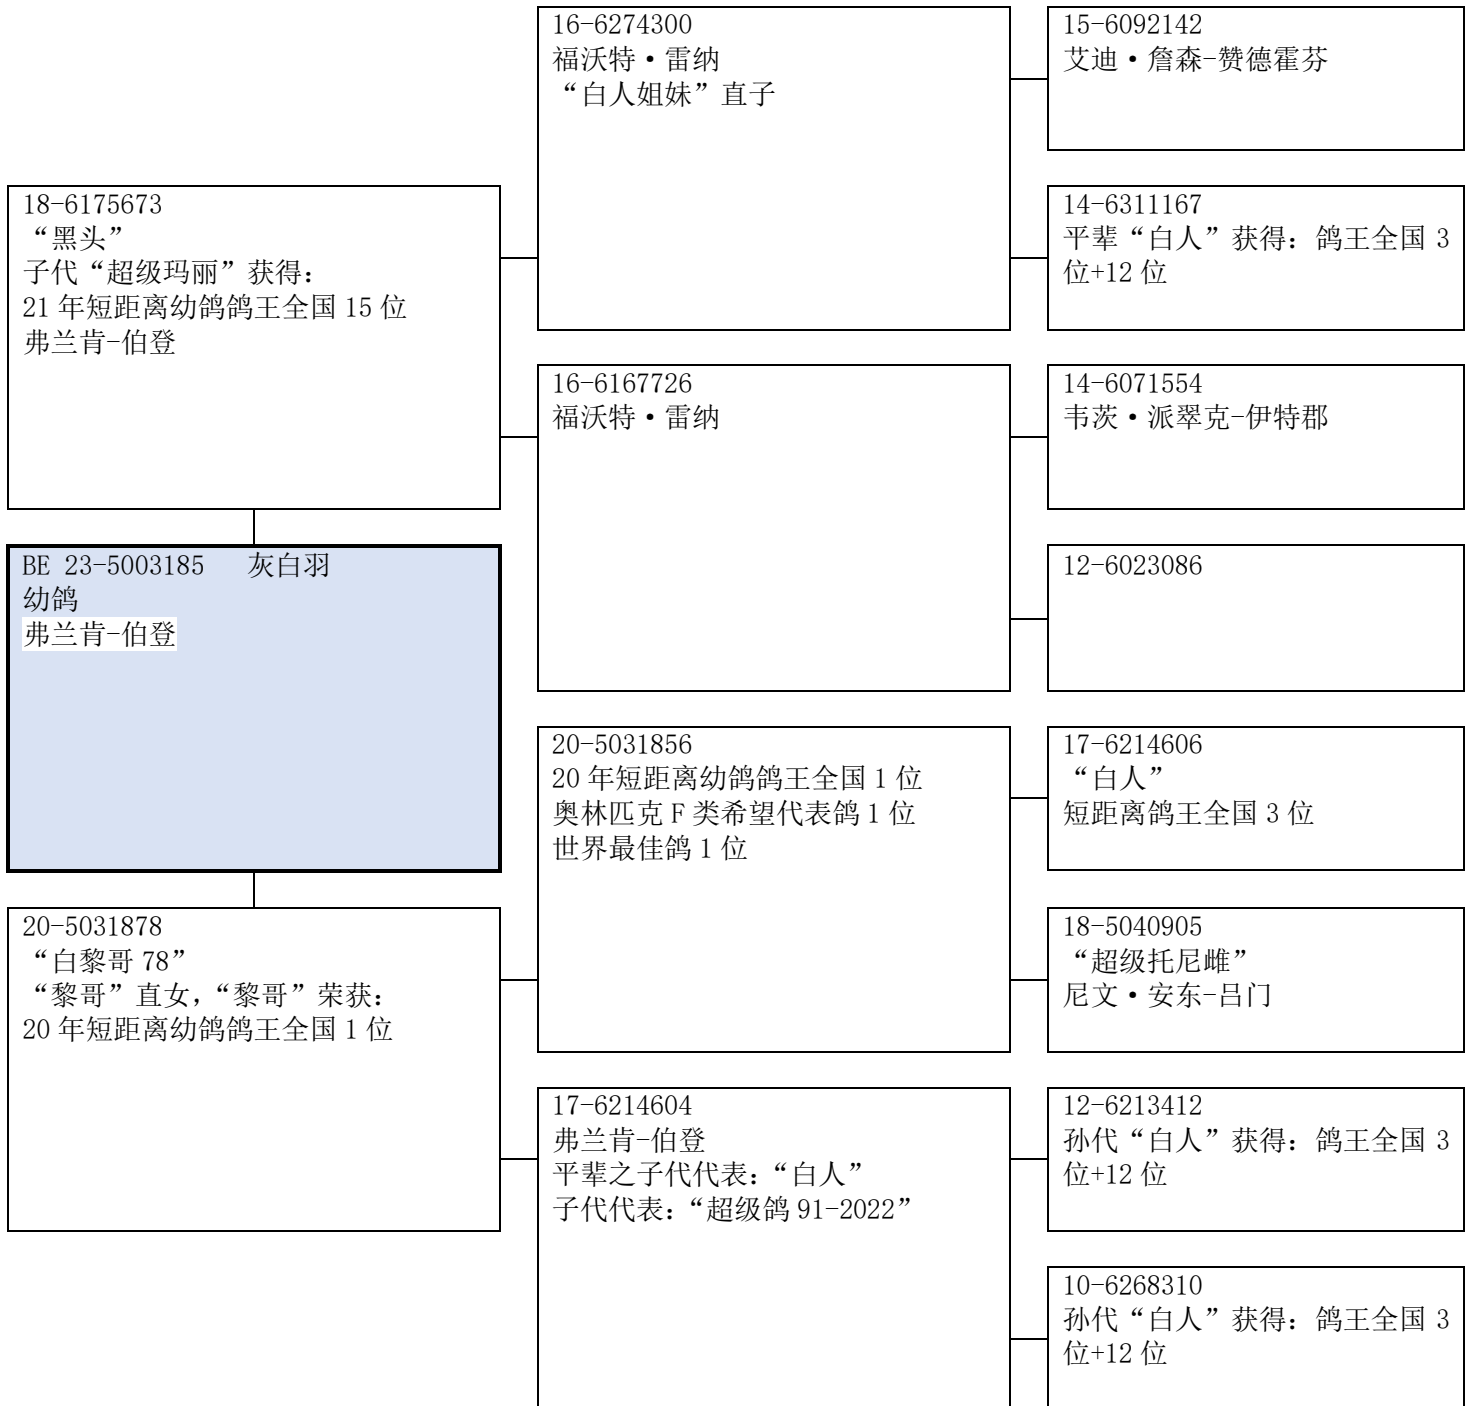 16-6274300
福沃特•雷纳
“白人姐妹”直子
15-6092142
艾迪•詹森-赞德霍芬
14-6311167
平辈“白人”获得：鸽王全国 3
位+12 位
18-6175673
“黑头”
子代“超级玛丽”获得：
21 年短距离幼鸽鸽王全国 15 位
弗兰肯-伯登
16-6167726
福沃特•雷纳
14-6071554
韦茨•派翠克-伊特郡
12-6023086
BE 23-5003185 灰白羽
幼鸽
弗兰肯-伯登
20-5031856
20 年短距离幼鸽鸽王全国 1 位
奥林匹克 F 类希望代表鸽 1 位
世界最佳鸽 1 位
17-6214606
“白人”
短距离鸽王全国 3 位
18-5040905
“超级托尼雌”
尼文•安东-吕门
20-5031878
“白黎哥 78”
“黎哥”直女，“黎哥”荣获：
20 年短距离幼鸽鸽王全国 1 位
17-6214604
弗兰肯-伯登
平辈之子代代表：“白人”
子代代表：“超级鸽 91-2022”
12-6213412
孙代“白人”获得：鸽王全国 3
位+12 位
10-6268310
孙代“白人”获得：鸽王全国 3
位+12 位